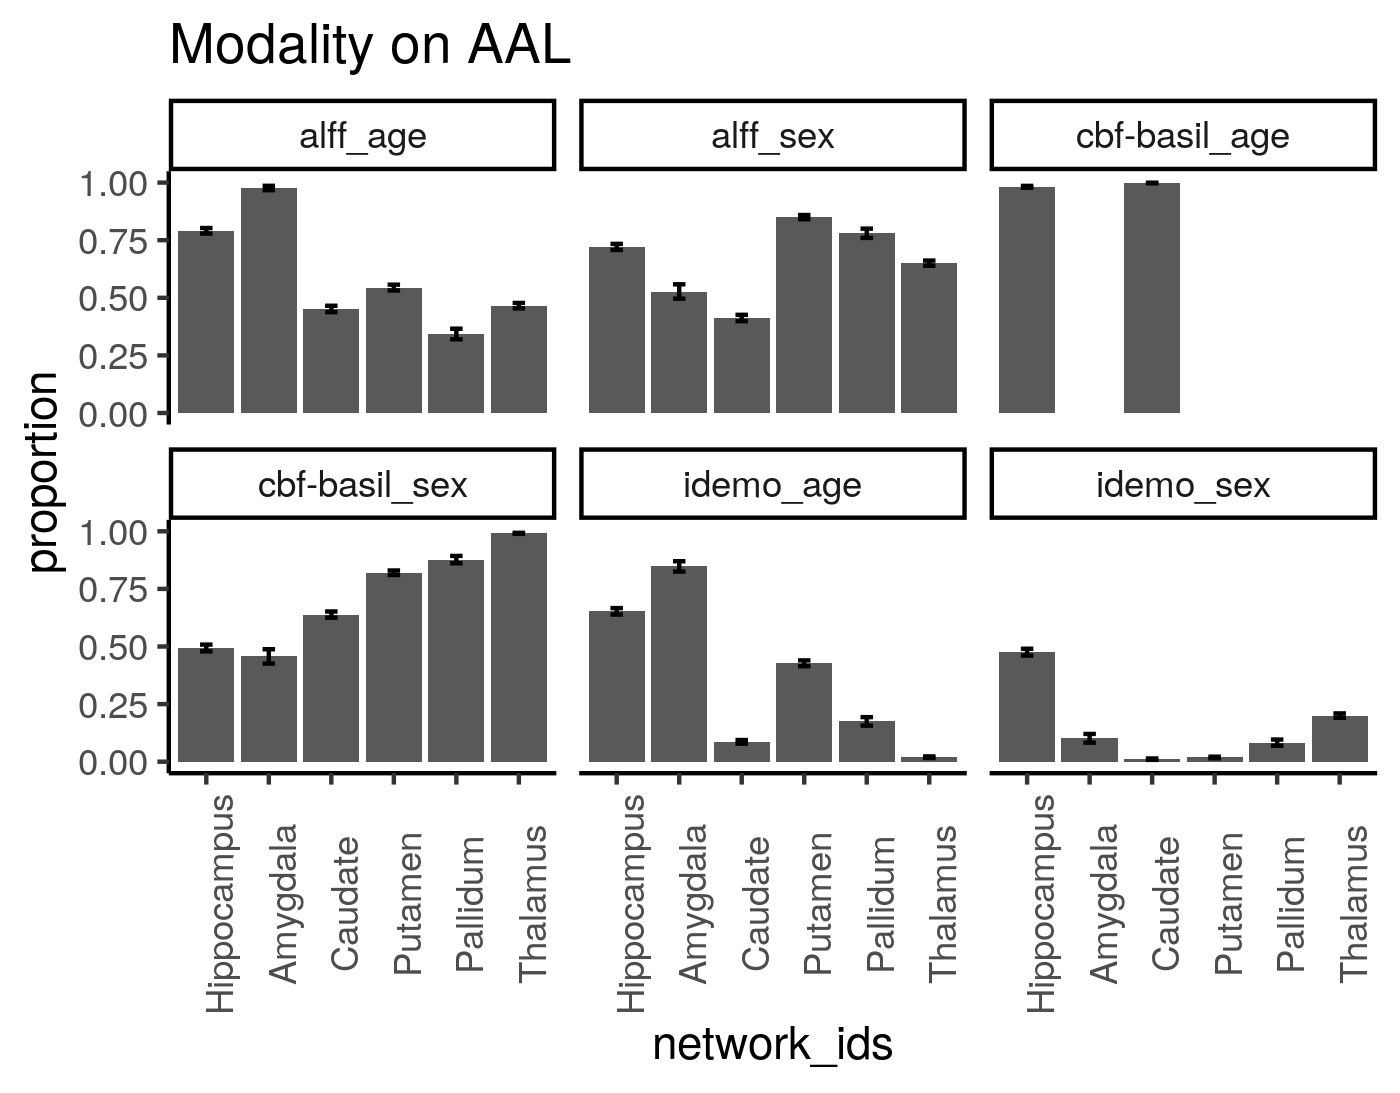 Modality on AAL
alff_age
alff_sex
cbf-basil_age
1.00
0.75
0.50
0.25
0.00
cbf-basil_sex
idemo_age
idemo_sex
1.00
0.75
0.50
0.25
0.00
proportion
Hippocampus
Amygdala
Caudate
Putamen
Pallidum
Thalamus
Hippocampus
Amygdala
Caudate
Putamen
Pallidum
Thalamus
Hippocampus
Amygdala
Caudate
Putamen
Pallidum
Thalamus
network_ids